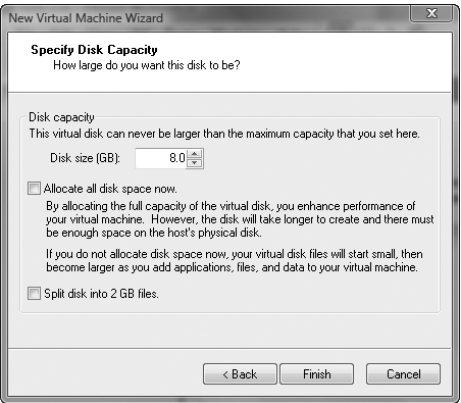 New Virtual Machine Wizard
Specify Disk Capacity
How large do you want this disk to be?
Disk capacity
This virtual disk can never be larger than the maximum capacity that you set here.
Disk size (GB): 8.0
Allocate all disk space now.
By allocating the full capacity of the virtual disk, you enhance performance of
your virtual machine. However, the disk will take longer to create and there must
be enough space on the host's physical disk.
If you do not allocate disk space now, your virtual disk files will start small, then
become larger as you add applications, files, and data to your virtual machine.
Split disk into 2 GB files.
< Back Finish Cancel